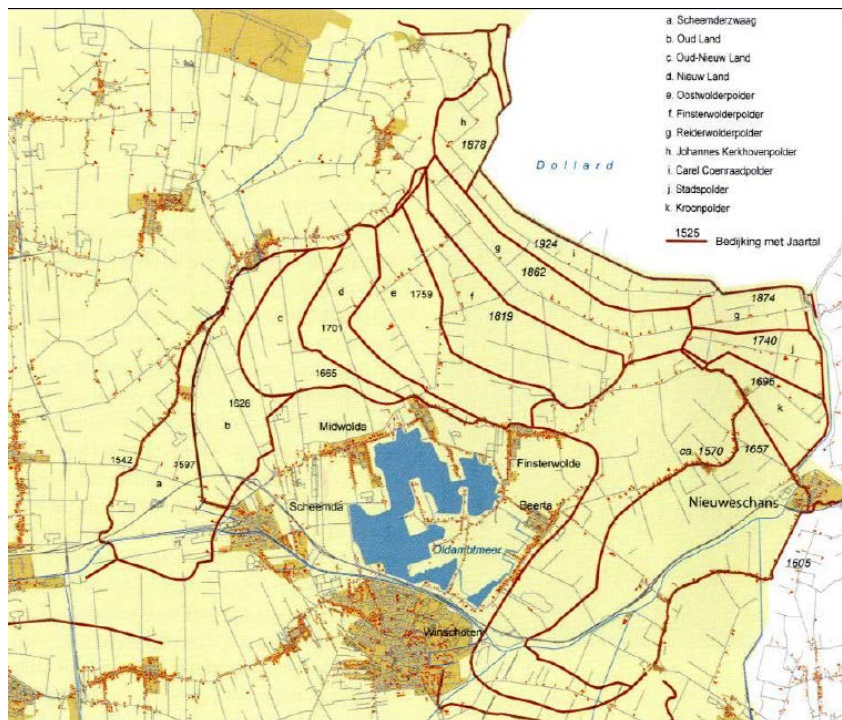 a. Scheemderzwaag
b. Oud Land
c. Oud-Nieuw Land
d. Nieuw Land
e. Oostwolderpolder
f. Finsterwolderpolder
g. Reiderwolderpolder
h. Johannes Kerkhovenpolder
i. Carel Coenraadpolder
j. Stadspolder
k. Kroonpolder
1525
Bedijking met Jaartal
h
1878
Dollard
g
1924
i
1862
c
d
e
1759
f
1819
1874
g
1701
1740
j
1665
1695
k
1626
b
Midwolda
1542
1597
a
ca. 1570
1657
Finsterwolde
Scheemda
Beerta
Nieuweschans
Oldambtmeer
1605
Winschoten